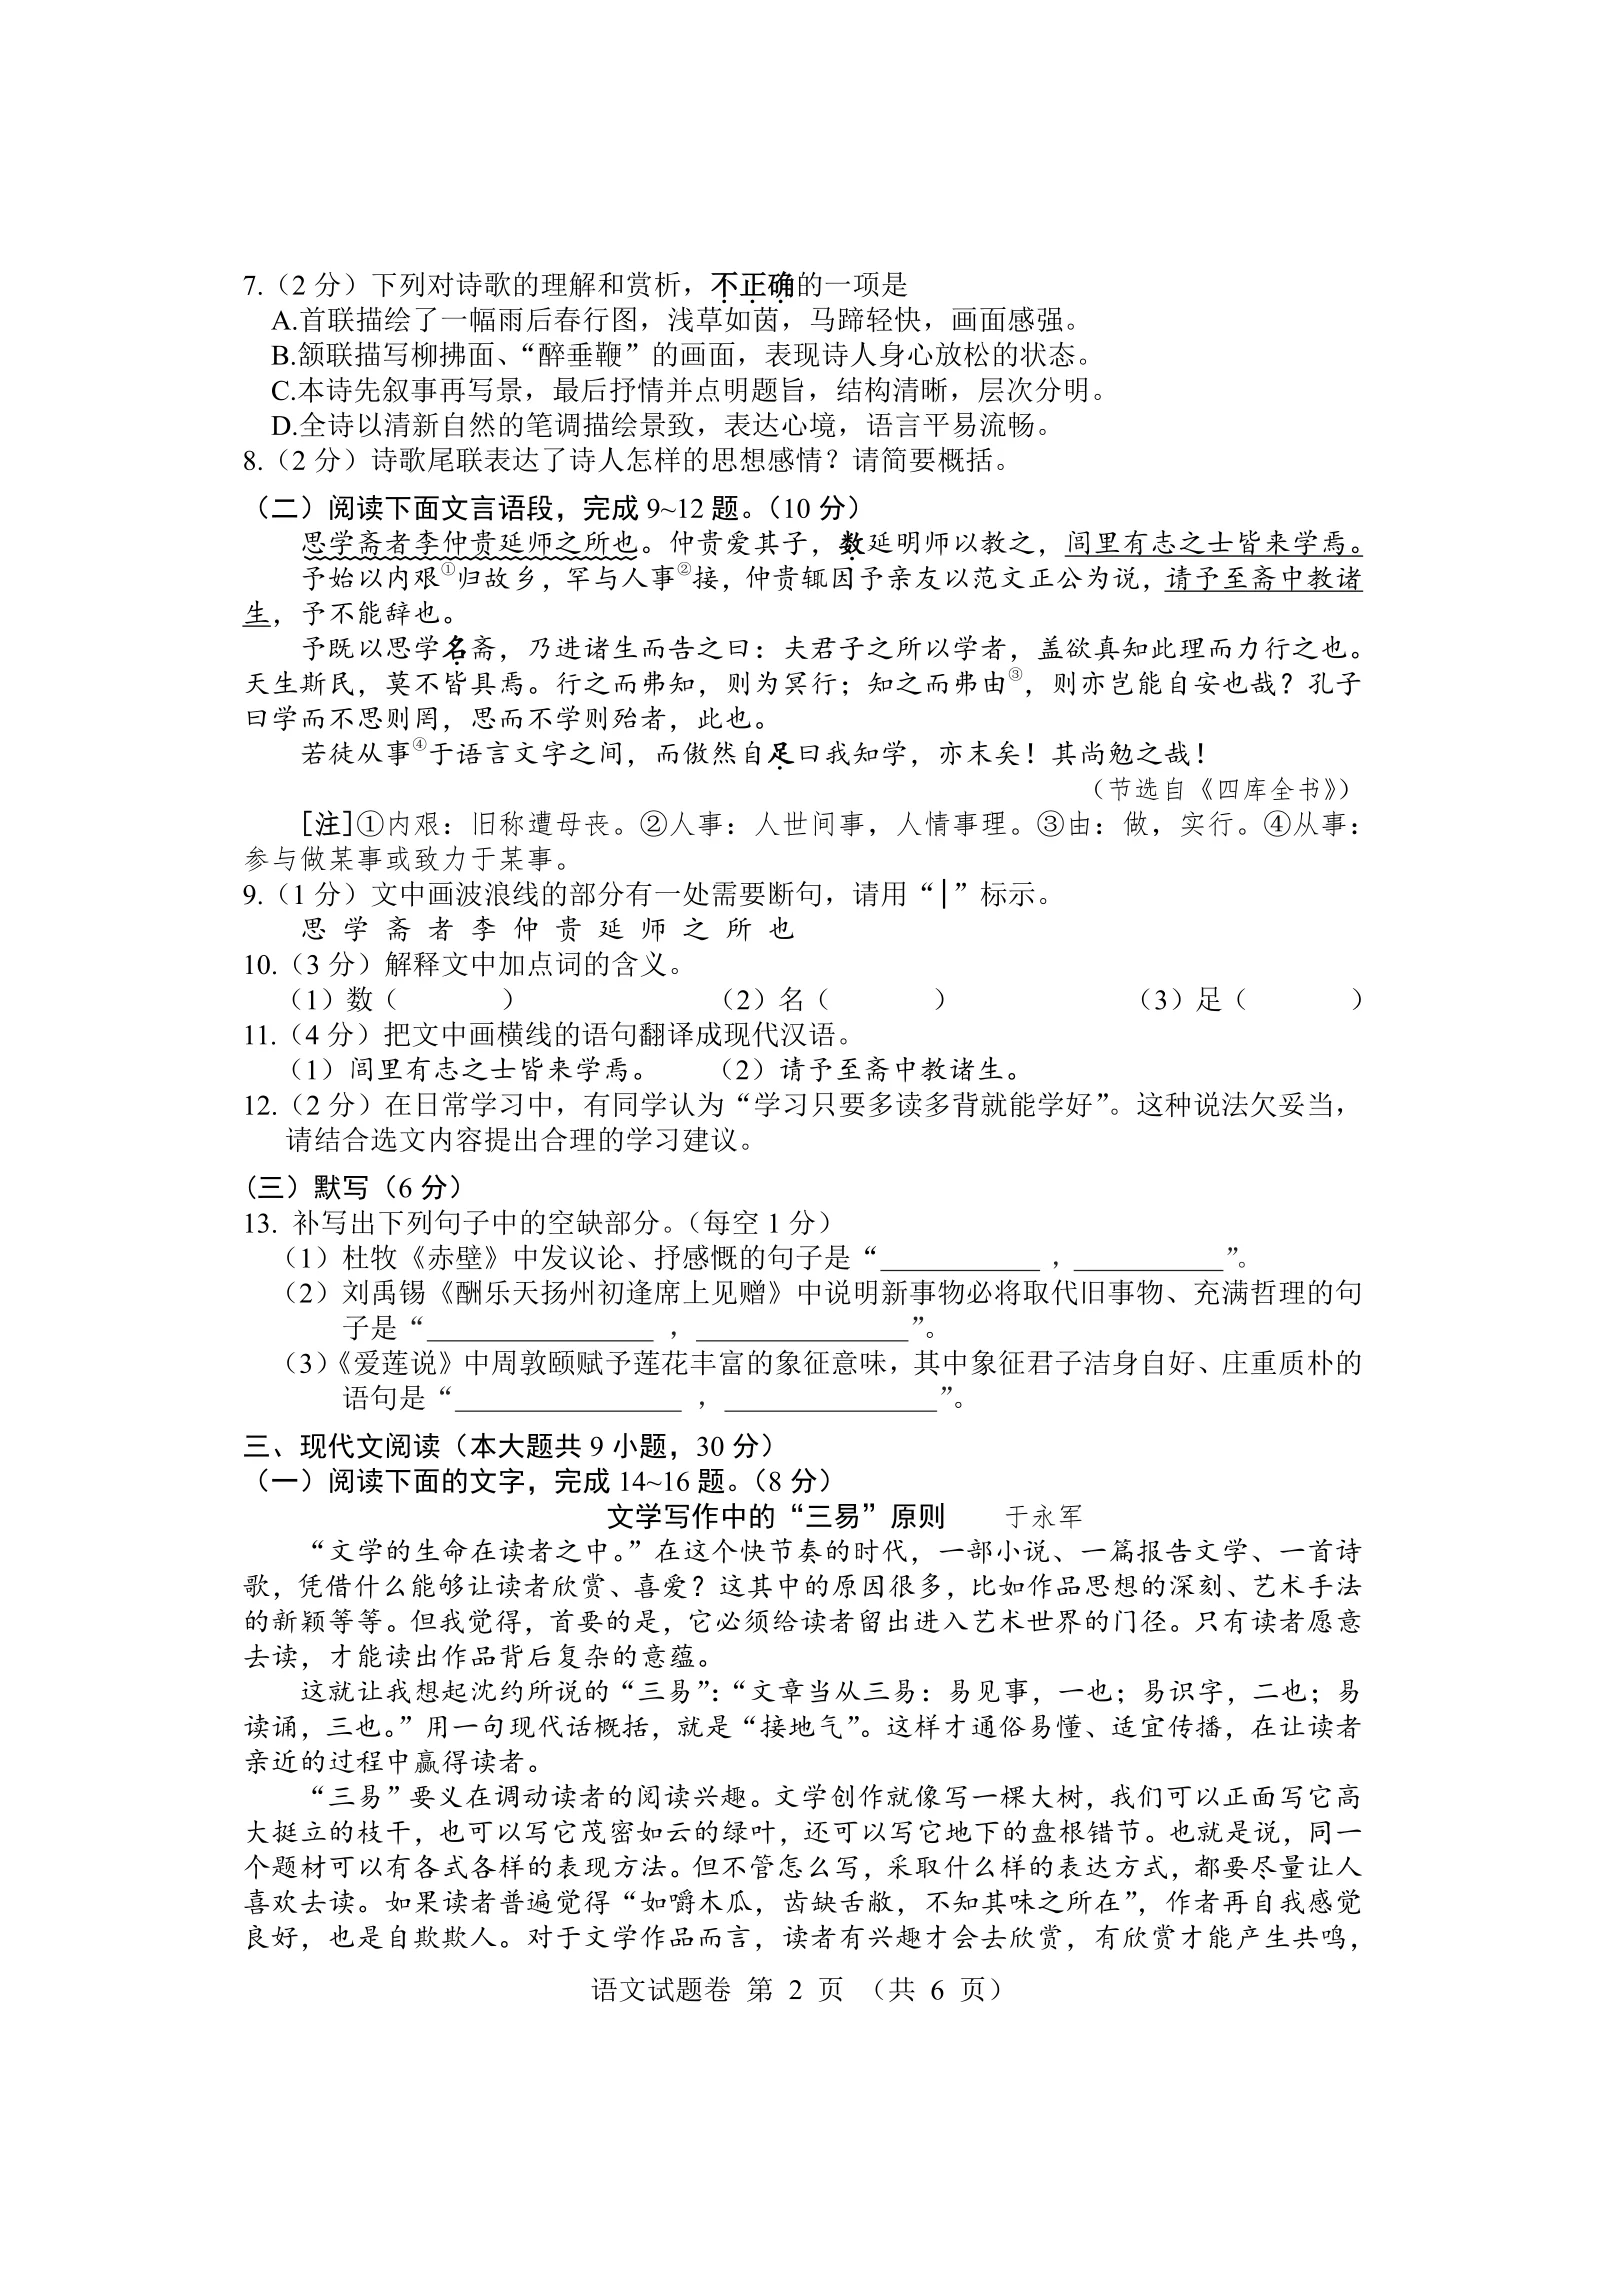 7.（2 分）下列对诗歌的理解和赏析，不正确的一项是
A.首联描绘了一幅雨后春行图，浅草如茵，马蹄轻快，画面感强。
B.颔联描写柳拂面、“醉垂鞭”的画面，表现诗人身心放松的状态。
C.本诗先叙事再写景，最后抒情并点明题旨，结构清晰，层次分明。
D.全诗以清新自然的笔调描绘景致，表达心境，语言平易流畅。
8.（2 分）诗歌尾联表达了诗人怎样的思想感情？请简要概括。
（二）阅读下面文言语段，完成 9~12 题。（10 分）
思学斋者李仲贵延师之所也。仲贵爱其子，数延明师以教之，闾里有志之士皆来学焉。
予始以内艰①归故乡，罕与人事②接，仲贵辄因予亲友以范文正公为说，请予至斋中教诸
生，予不能辞也。
予既以思学名斋，乃进诸生而告之曰：夫君子之所以学者，盖欲真知此理而力行之也。
天生斯民，莫不皆具焉。行之而弗知，则为冥行；知之而弗由③，则亦岂能自安也哉？孔子
曰学而不思则罔，思而不学则殆者，此也。
若徒从事④于语言文字之间，而傲然自足曰我知学，亦末矣！其尚勉之哉！
（节选自《四库全书》）
[注]①内艰：旧称遭母丧。②人事：人世间事，人情事理。③由：做，实行。④从事：
参与做某事或致力于某事。
9.（1 分）文中画波浪线的部分有一处需要断句，请用“|”标示。
思 学 斋 者 李 仲 贵 延 师 之 所 也
10.（3 分）解释文中加点词的含义。
（1）数（ ） （2）名（ ） （3）足（ ）
11.（4 分）把文中画横线的语句翻译成现代汉语。
（1）闾里有志之士皆来学焉。 （2）请予至斋中教诸生。
12.（2 分）在日常学习中，有同学认为“学习只要多读多背就能学好”。这种说法欠妥当，
请结合选文内容提出合理的学习建议。
（三）默写（6 分）
13. 补写出下列句子中的空缺部分。（每空 1 分）
（1）杜牧《赤壁》中发议论、抒感慨的句子是“___________，___________”。
（2）刘禹锡《酬乐天扬州初逢席上见赠》中说明新事物必将取代旧事物、充满哲理的句
子是“________________，_______________”。
（3）《爱莲说》中周敦颐赋予莲花丰富的象征意味，其中象征君子洁身自好、庄重质朴的
语句是“________________，_______________”。
三、现代文阅读（本大题共 9 小题，30 分）
（一）阅读下面的文字，完成 14~16 题。（8 分）
文学写作中的“三易”原则 于永军
“文学的生命在读者之中。”在这个快节奏的时代，一部小说、一篇报告文学、一首诗
歌，凭借什么能够让读者欣赏、喜爱？这其中的原因很多，比如作品思想的深刻、艺术手法
的新颖等等。但我觉得，首要的是，它必须给读者留出进入艺术世界的门径。只有读者愿意
去读，才能读出作品背后复杂的意蕴。
这就让我想起沈约所说的“三易”：“文章当从三易：易见事，一也；易识字，二也；易
读诵，三也。”用一句现代话概括，就是“接地气”。这样才通俗易懂、适宜传播，在让读者
亲近的过程中赢得读者。
“三易”要义在调动读者的阅读兴趣。文学创作就像写一棵大树，我们可以正面写它高
大挺立的枝干，也可以写它茂密如云的绿叶，还可以写它地下的盘根错节。也就是说，同一
个题材可以有各式各样的表现方法。但不管怎么写，采取什么样的表达方式，都要尽量让人
喜欢去读。如果读者普遍觉得“如嚼木瓜，齿缺舌敝，不知其味之所在”，作者再自我感觉
良好，也是自欺欺人。对于文学作品而言，读者有兴趣才会去欣赏，有欣赏才能产生共鸣，
语文试题卷 第 2 页 （共 6 页）